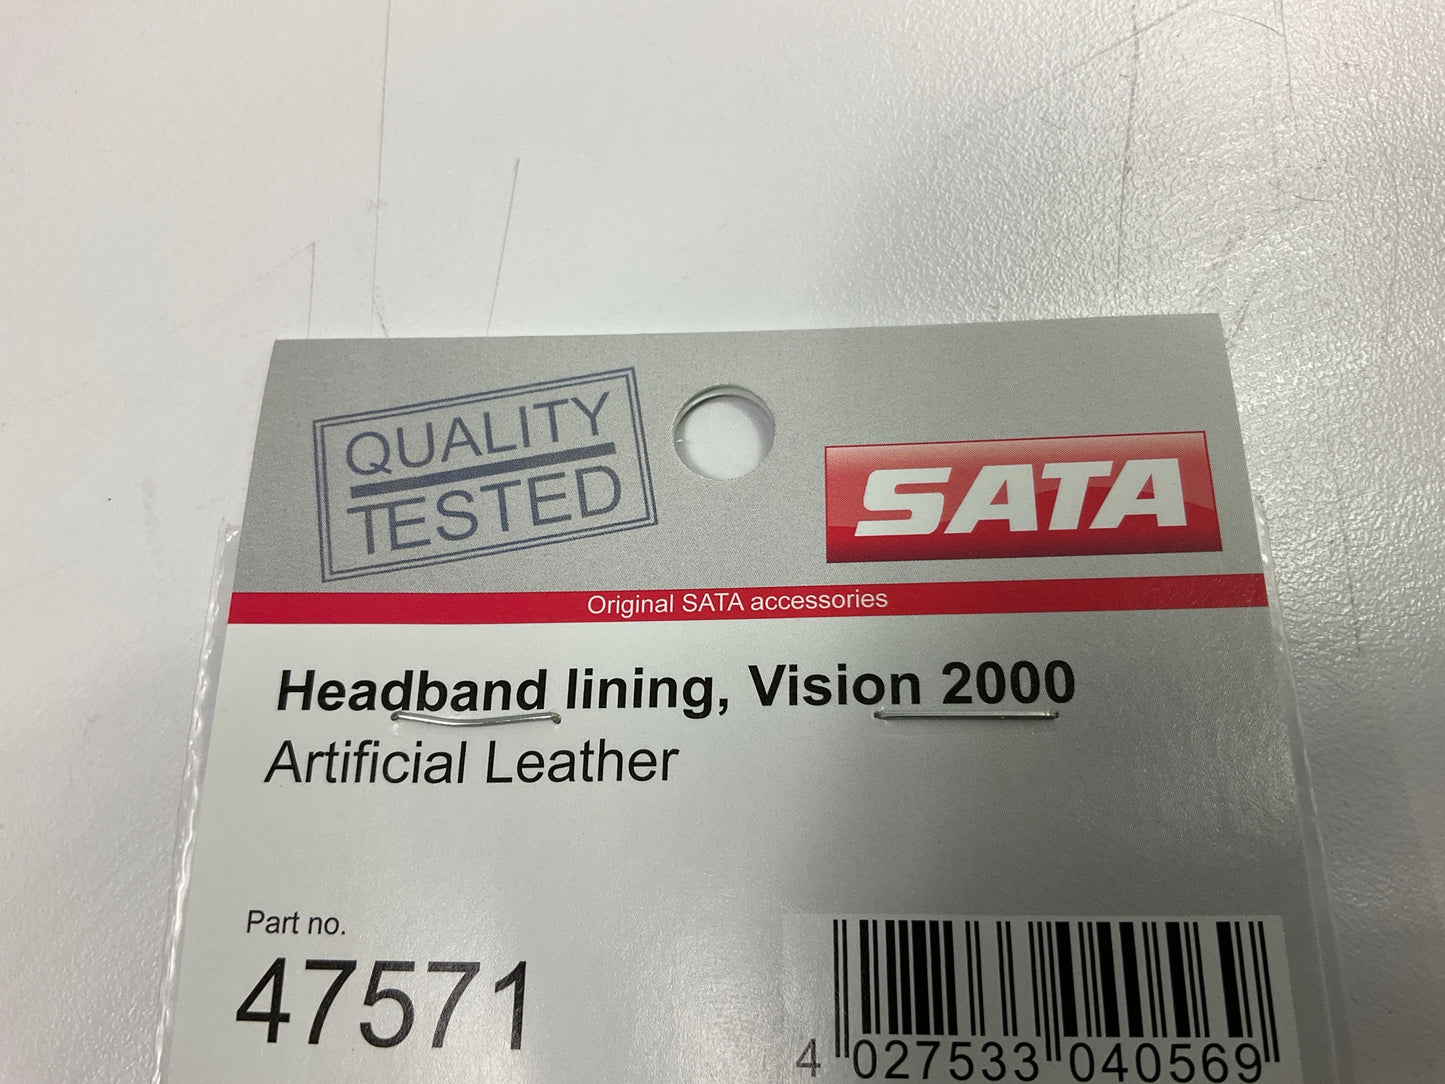 QUALITY
TESTED
SATA
Original SATA accessories
Headband lining, Vision 2000
Artificial Leather
Part no.
47571
4 027533 040569